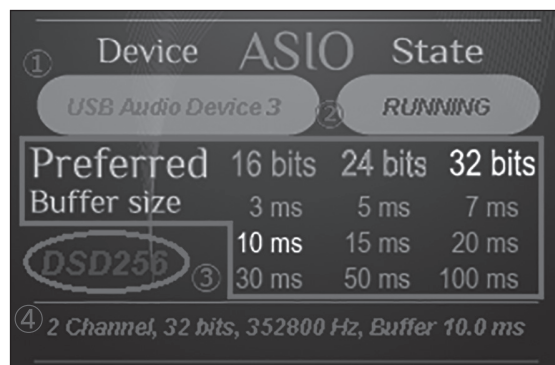 Device ASIO State
①
USB Audio Device 3 ② RUNNING
Preferred 16 bits 24 bits 32 bits
Buffer size 3 ms 5 ms 7 ms
10 ms 15 ms 20 ms
DSD256 ③ 30 ms 50 ms 100 ms
④ 2 Channel, 32 bits, 352800 Hz, Buffer 10.0 ms